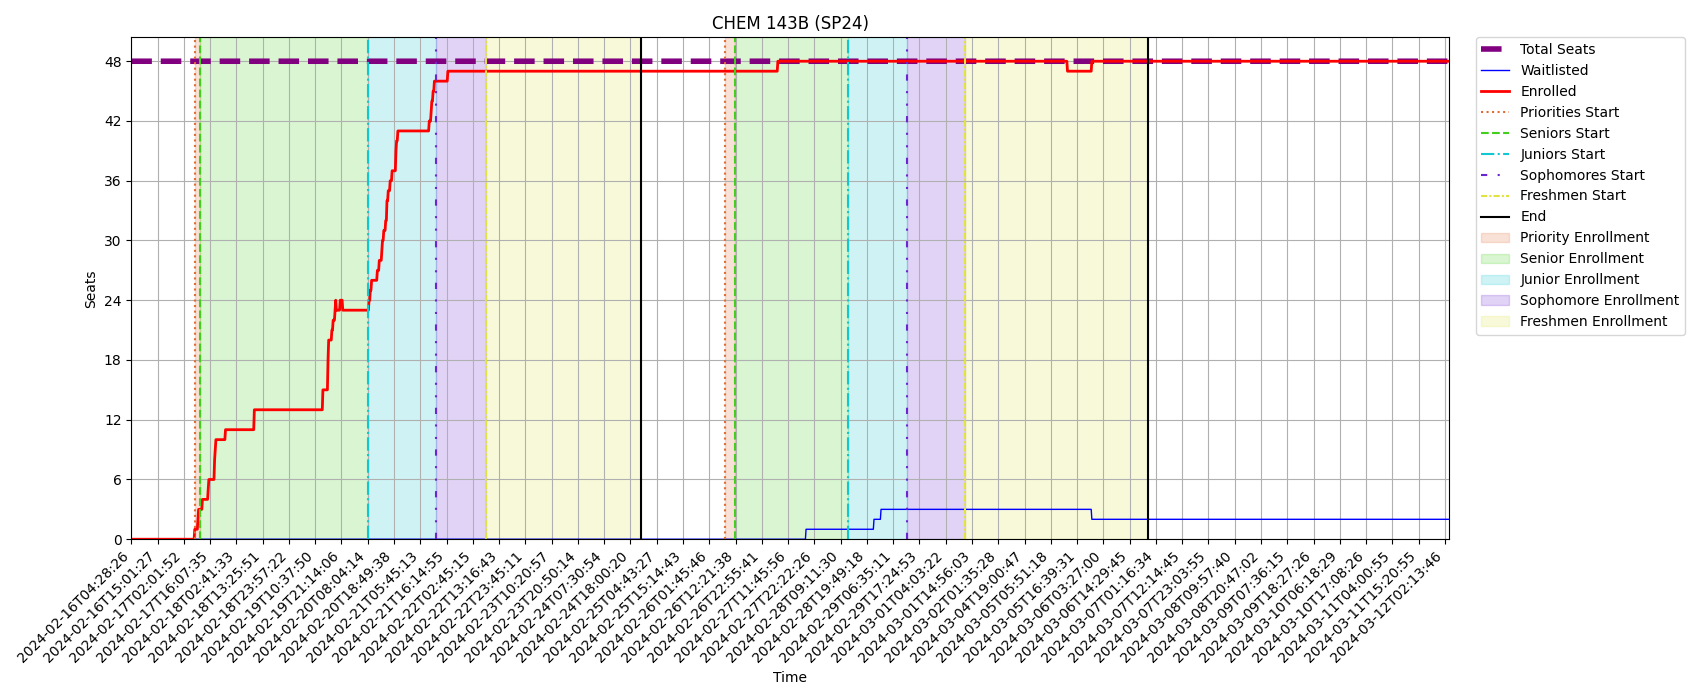 CHEM 143B (SP24)
Seats
48
42
36
30
24
18
12
6
0
2024-02-16T04:28:26
2024-02-16T15:01:27
2024-02-17T02:01:52
2024-02-17T16:07:35
2024-02-18T02:41:33
2024-02-18T13:25:51
2024-02-18T23:57:22
2024-02-19T10:37:50
2024-02-19T21:14:06
2024-02-20T08:04:14
2024-02-20T18:49:38
2024-02-21T05:45:13
2024-02-21T16:14:55
2024-02-22T02:45:15
2024-02-22T13:16:43
2024-02-22T23:45:11
2024-02-23T10:20:57
2024-02-23T20:50:14
2024-02-24T07:30:54
2024-02-24T18:00:20
2024-02-25T04:43:27
2024-02-25T15:14:43
2024-02-26T01:45:46
2024-02-26T12:21:38
2024-02-26T22:55:41
2024-02-27T11:45:56
2024-02-27T22:22:26
2024-02-28T09:11:30
2024-02-28T19:49:18
2024-02-29T06:35:11
2024-02-29T17:24:53
2024-03-01T04:03:22
2024-03-01T14:56:03
2024-03-02T01:35:28
2024-03-04T19:00:47
2024-03-05T05:51:18
2024-03-05T16:39:31
2024-03-06T03:27:00
2024-03-06T14:29:45
2024-03-07T01:16:34
2024-03-07T12:14:45
2024-03-07T23:03:55
2024-03-08T09:57:40
2024-03-08T20:47:02
2024-03-09T07:36:15
2024-03-09T18:27:26
2024-03-10T06:18:29
2024-03-10T17:08:26
2024-03-11T04:00:55
2024-03-11T15:20:55
2024-03-12T02:13:46
Time
Total Seats
Waitlisted
Enrolled
Priorities Start
Seniors Start
Juniors Start
Sophomores Start
Freshmen Start
End
Priority Enrollment
Senior Enrollment
Junior Enrollment
Sophomore Enrollment
Freshmen Enrollment